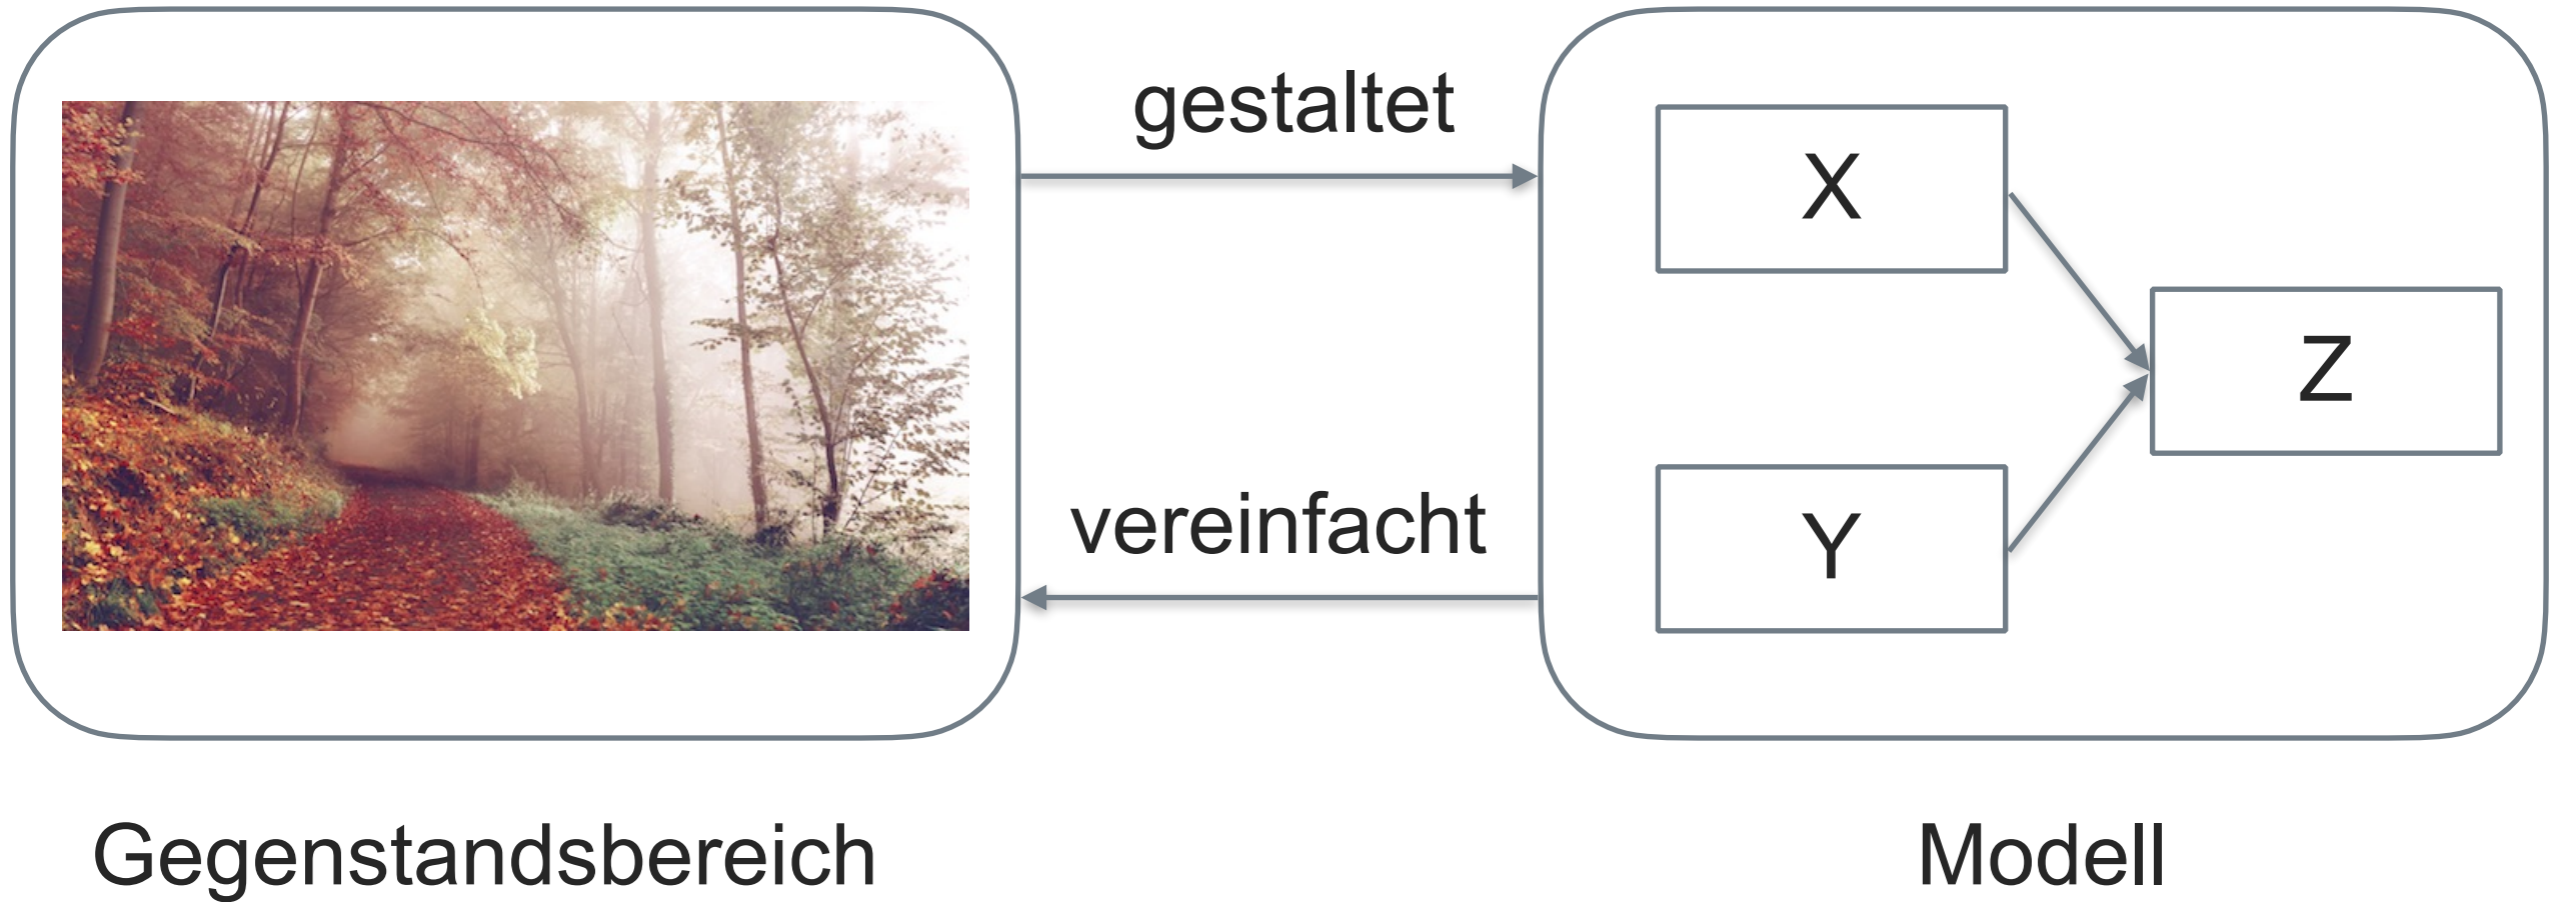 gestaltet
X
Z
vereinfacht
Y
Gegenstandsbereich
Modell